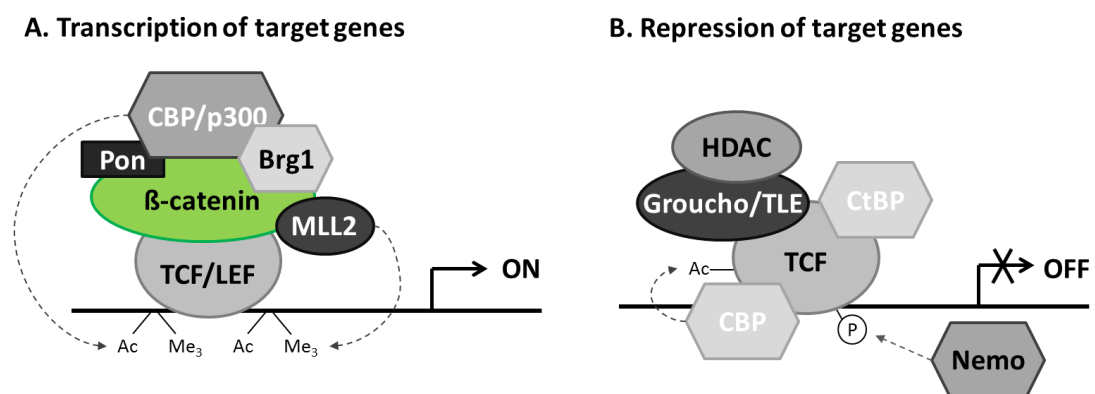 A. Transcription of target genes
CBP/p300
Pon
Brg1
ß-catenin
MLL2
TCF/LEF
ON
Ac
Me3
Ac
Me3
B. Repression of target genes
HDAC
Groucho/TLE
CtBP
TCF
Ac
OFF
CBP
P
Nemo